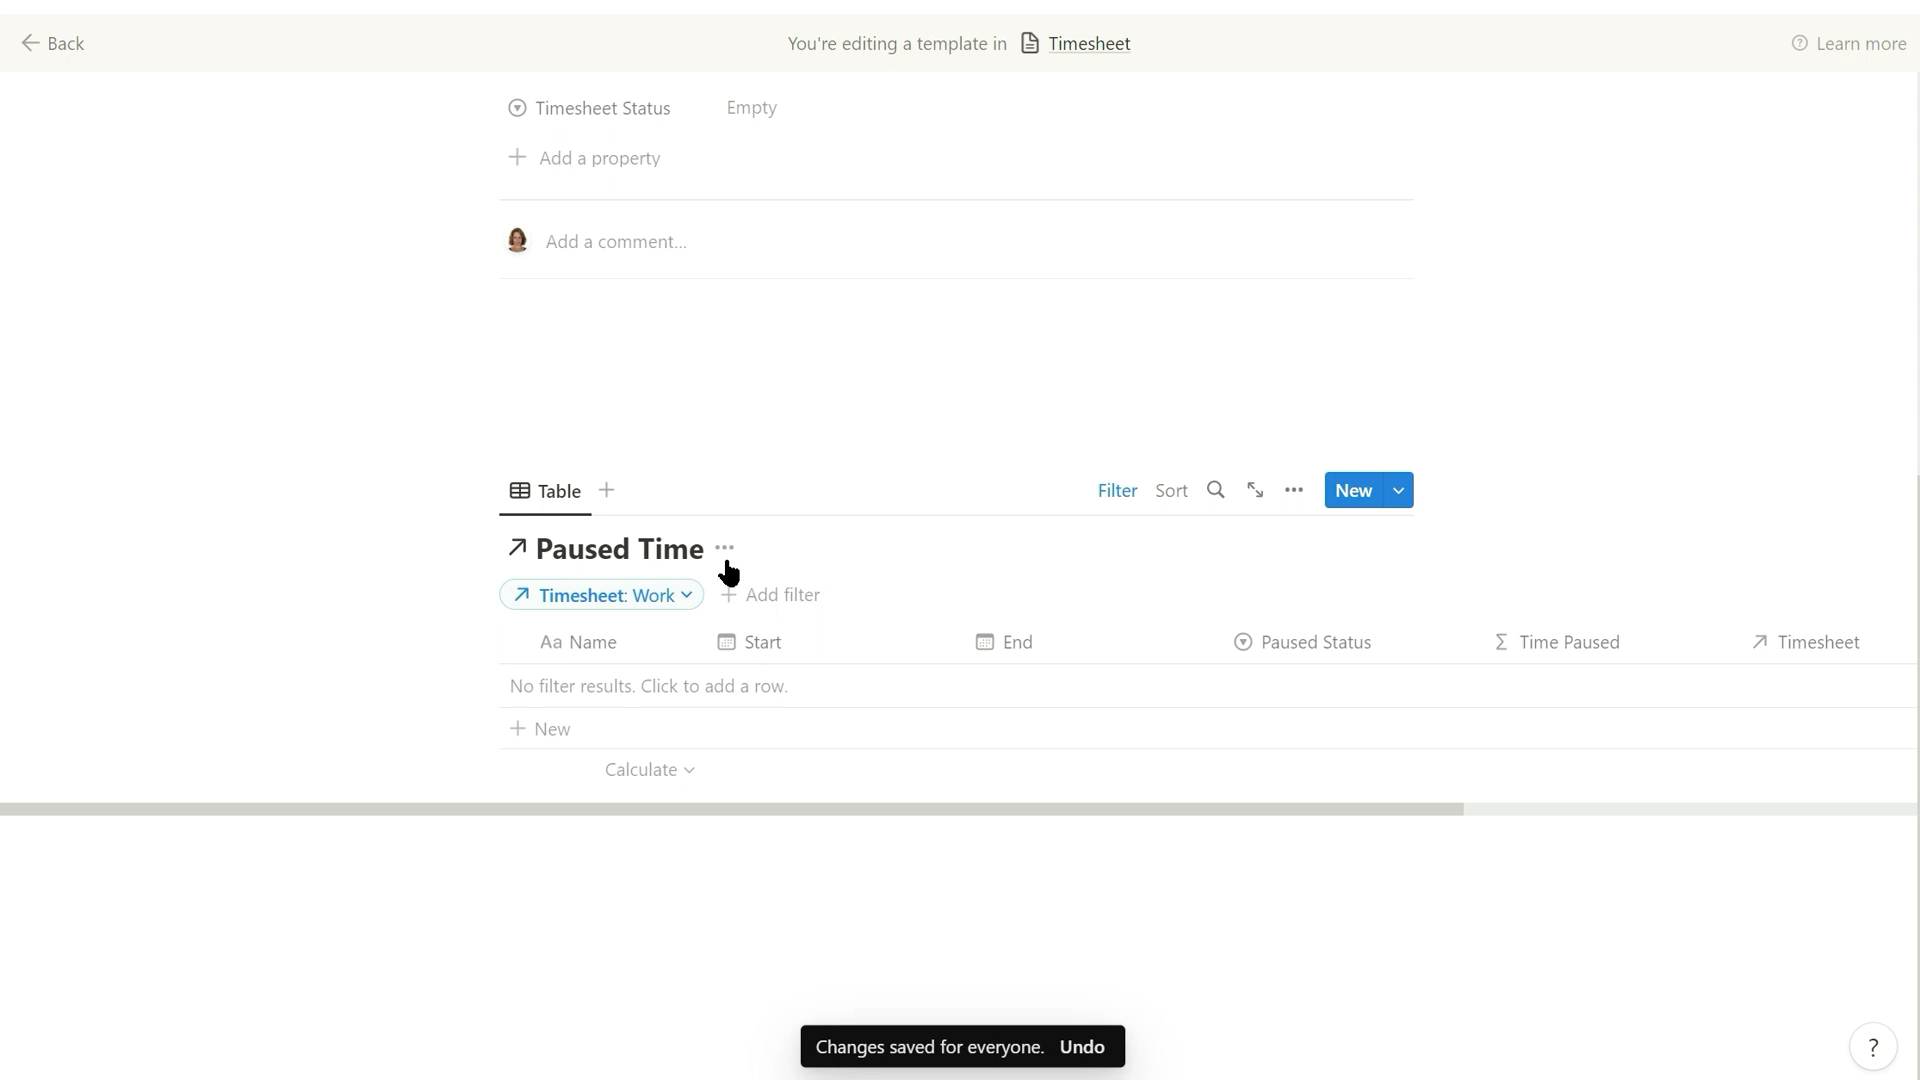 Back
You're editing a template in Timesheet
Learn more
Timesheet Status Empty
Add a property
Add a comment...
Table
Filter Sort New
Paused Time
Timesheet: Work Add filter
Aa Name Start End Paused Status Time Paused Timesheet
No filter results. Click to add a row.
New
Calculate
Changes saved for everyone. Undo
?